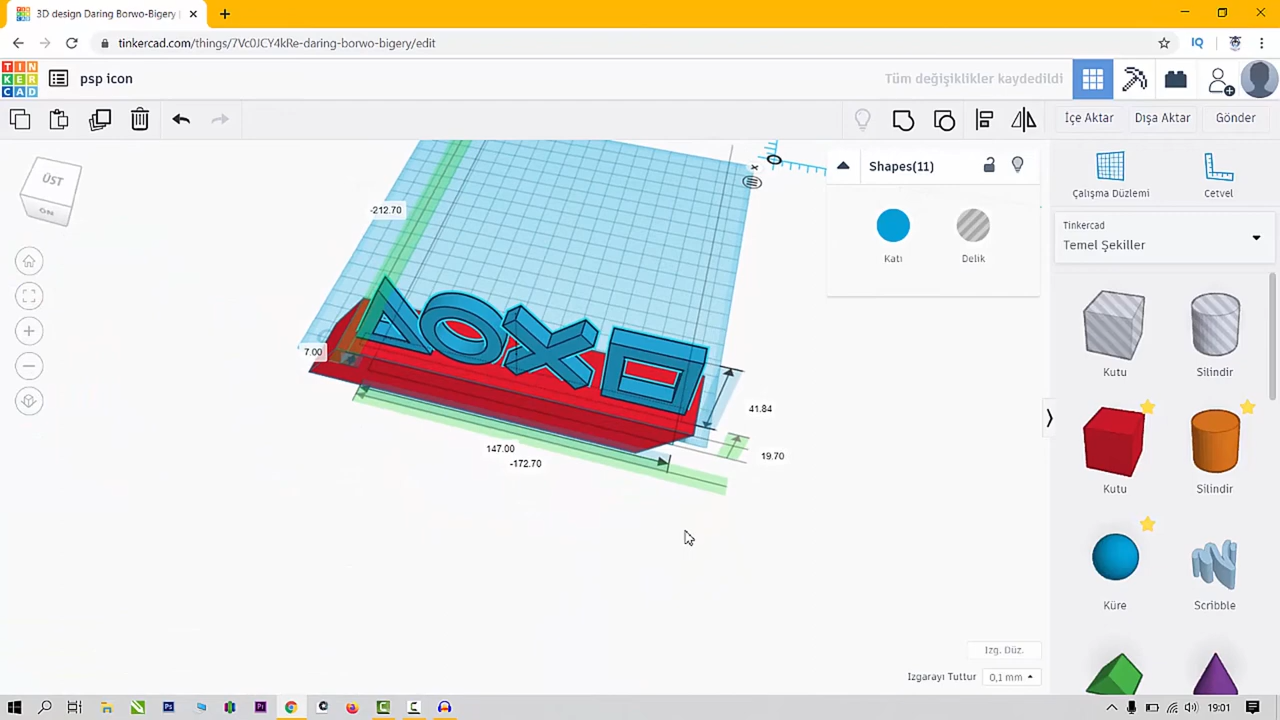 3D design Daring Borwo-Bigery |
tinkercad.com/things/7Vc0JCY4kRe-daring-borwo-bigery/edit
IQ
TIN
KER
CAD
psp icon
Tüm değişiklikler kaydedildi
İçe Aktar
Dışa Aktar
Gönder
ÜST
ÖN
-212.70
7.00
147.00
-172.70
41.84
19.70
Shapes(11)
Katı
Delik
Çalışma Düzlemi
Cetvel
Tinkercad
Temel Şekiller
Kutu
Silindir
Kutu
Silindir
Küre
Scribble
Izg. Düz.
Izgarayı Tuttur
0,1 mm
Ps
Pr
19:01